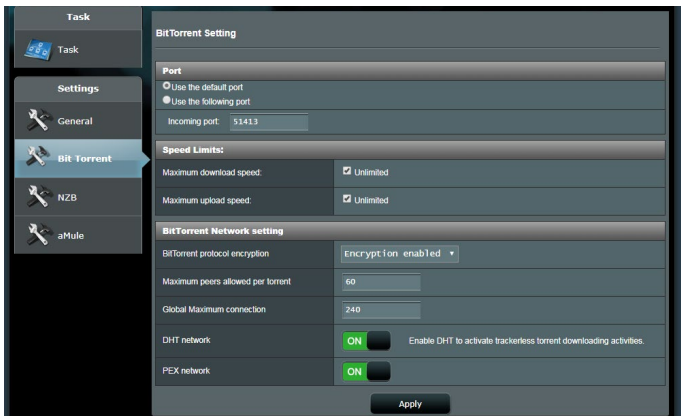 Task
Task
Settings
General
Bit Torrent
NZB
aMule
BitTorrent Setting
Port
Use the default port
Use the following port
Incoming port: 51413
Speed Limits:
Maximum download speed: Unlimited
Maximum upload speed: Unlimited
BitTorrent Network setting
BitTorrent protocol encryption Encryption enabled
Maximum peers allowed per torrent 60
Global Maximum connection 240
DHT network ON Enable DHT to activate trackerless torrent downloading activities.
PEX network ON
Apply